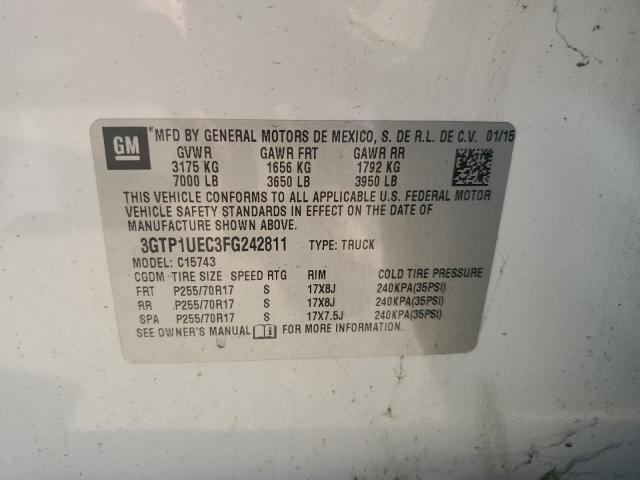 GM *MFD BY GENERAL MOTORS DE MEXICO, S. DE R.L. DE C.V. 01/15
GVWR GAWR FRT GAWR RR
3175 KG 1656 KG 1792 KG
7000 LB 3650 LB 3950 LB
THIS VEHICLE CONFORMS TO ALL APPLICABLE U.S. FEDERAL MOTOR
VEHICLE SAFETY STANDARDS IN EFFECT ON THE DATE OF
MANUFACTURE SHOWN ABOVE.
3GTP1UEC3FG242811 TYPE: TRUCK
MODEL: C15743
CGDM TIRE SIZE SPEED RTG RIM COLD TIRE PRESSURE
FRT P255/70R17 S 17X8J 240KPA(35PSI)
RR P255/70R17 S 17X8J 240KPA(35PSI)
SPA P255/70R17 S 17X7.5J 240KPA(35PSI)
SEE OWNER'S MANUAL FOR MORE INFORMATION.